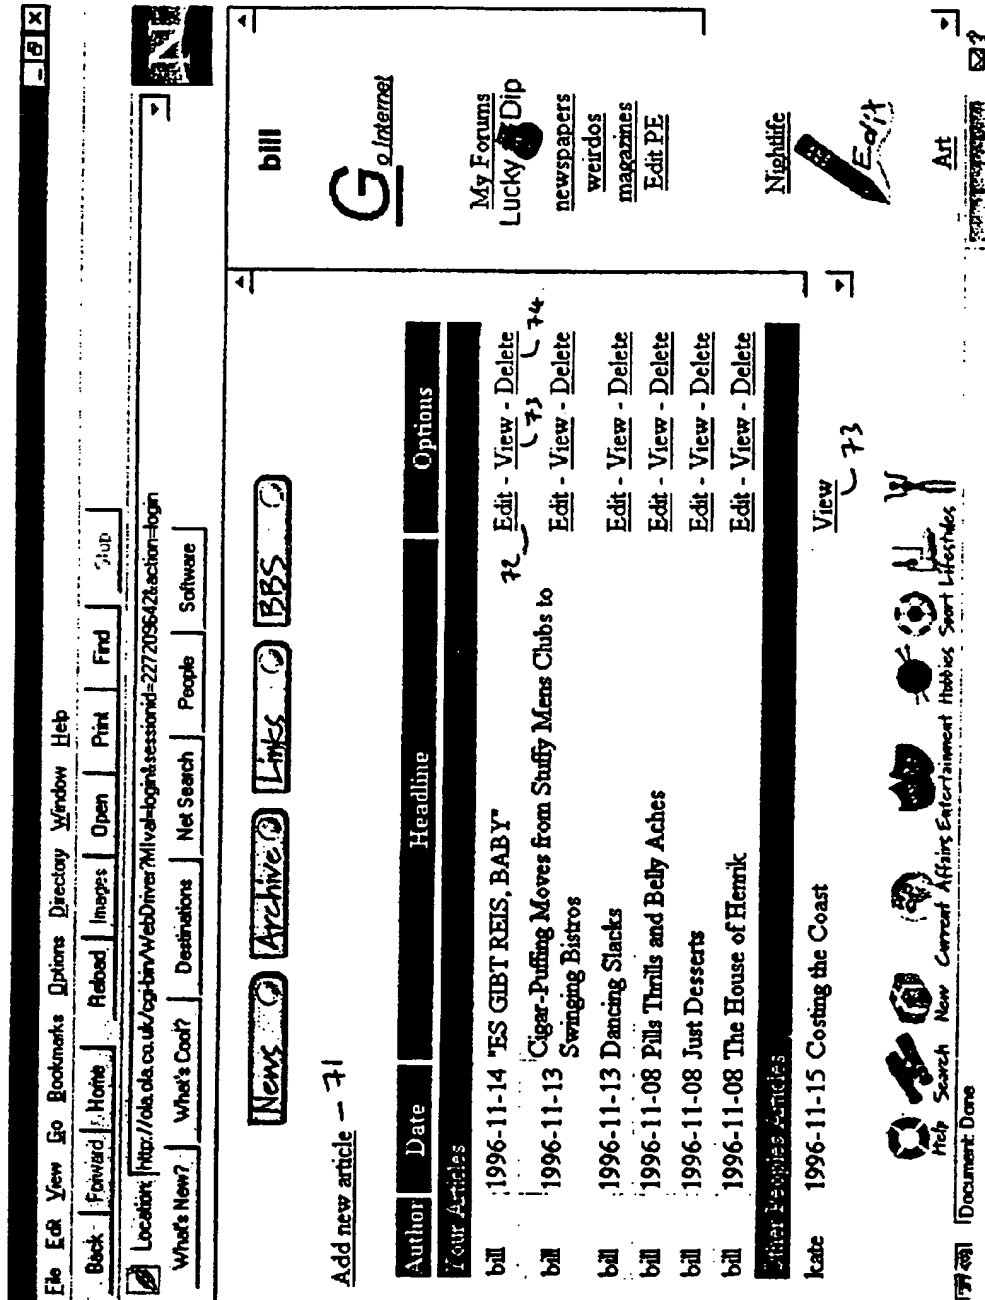 File Edit View Go Bookmarks Options Directory Window Help
Back Forward Home Reload Images Open Print Find Stop
Location: http://ola.ola.co.uk/cgi-bin/WebDriver?MIval=login&sessionid=227209642&action=login
What's New? What's Cool? Destinations Net Search People Software
News Archive Links BBS
Add new article 71
Author Date Headline Options
Your Articles
bill 1996-11-14 "ES GIBT REIS, BABY" 72 Edit - View - Delete
73 74
bill 1996-11-13 Cigar-Puffing Moves from Stuffy Mens Clubs to Edit - View - Delete
Swinging Bistros
bill 1996-11-13 Dancing Slacks Edit - View - Delete
bill 1996-11-08 Pills Thrills and Belly Aches Edit - View - Delete
bill 1996-11-08 Just Desserts Edit - View - Delete
bill 1996-11-08 The House of Henrik Edit - View - Delete
Other Peoples Articles
kate 1996-11-15 Costing the Coast View
73
Help Search New Current Affairs Entertainment Hobbies Sport Lifestyles
bill
Go Internet
My Forums
Lucky Dip
newspapers
weirdos
magazines
Edit PE
Nightlife
Edit
Art
Document: Done